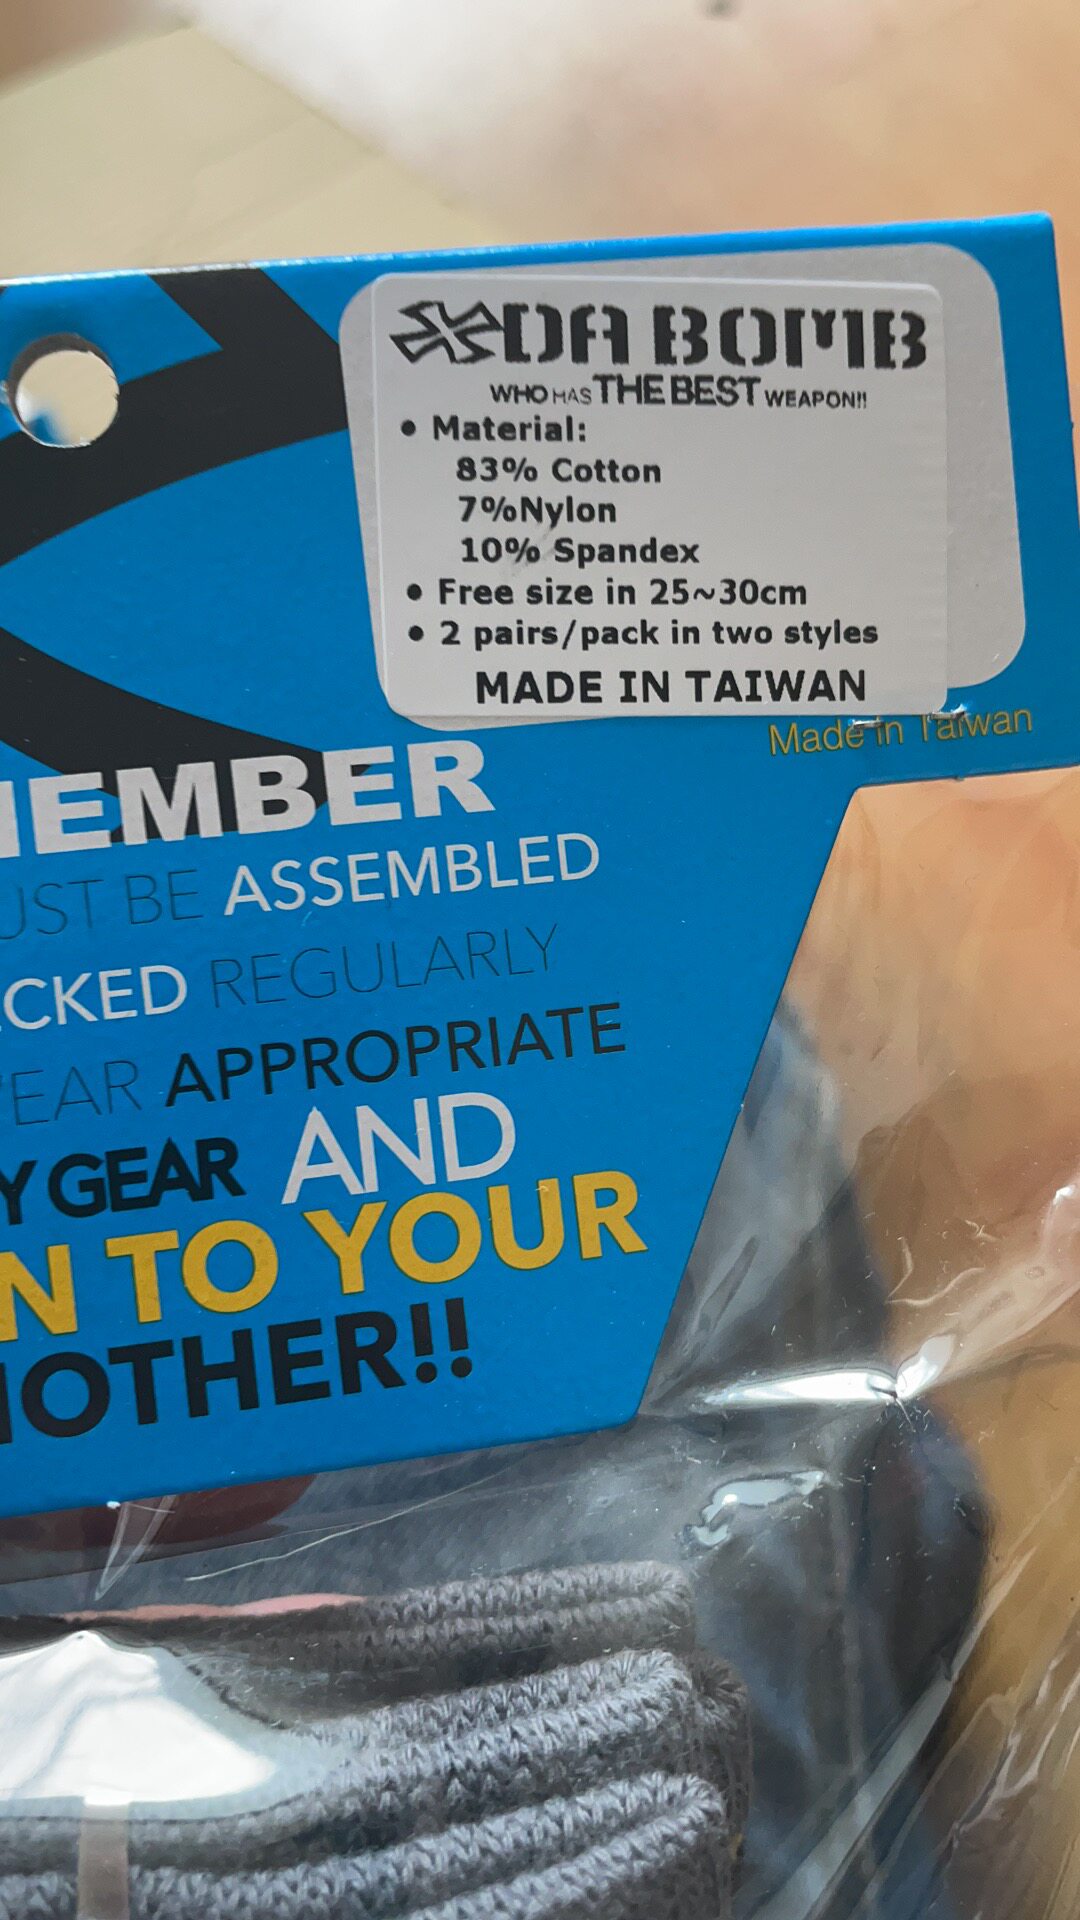 DA BOMB
WHO HAS THE BEST WEAPON!!
• Material:
83% Cotton
7%Nylon
10% Spandex
• Free size in 25~30cm
• 2 pairs/pack in two styles
MADE IN TAIWAN
Made in Taiwan
EMBER
UST BE ASSEMBLED
CKED REGULARLY
EAR APPROPRIATE
Y GEAR AND
N TO YOUR
OTHER!!